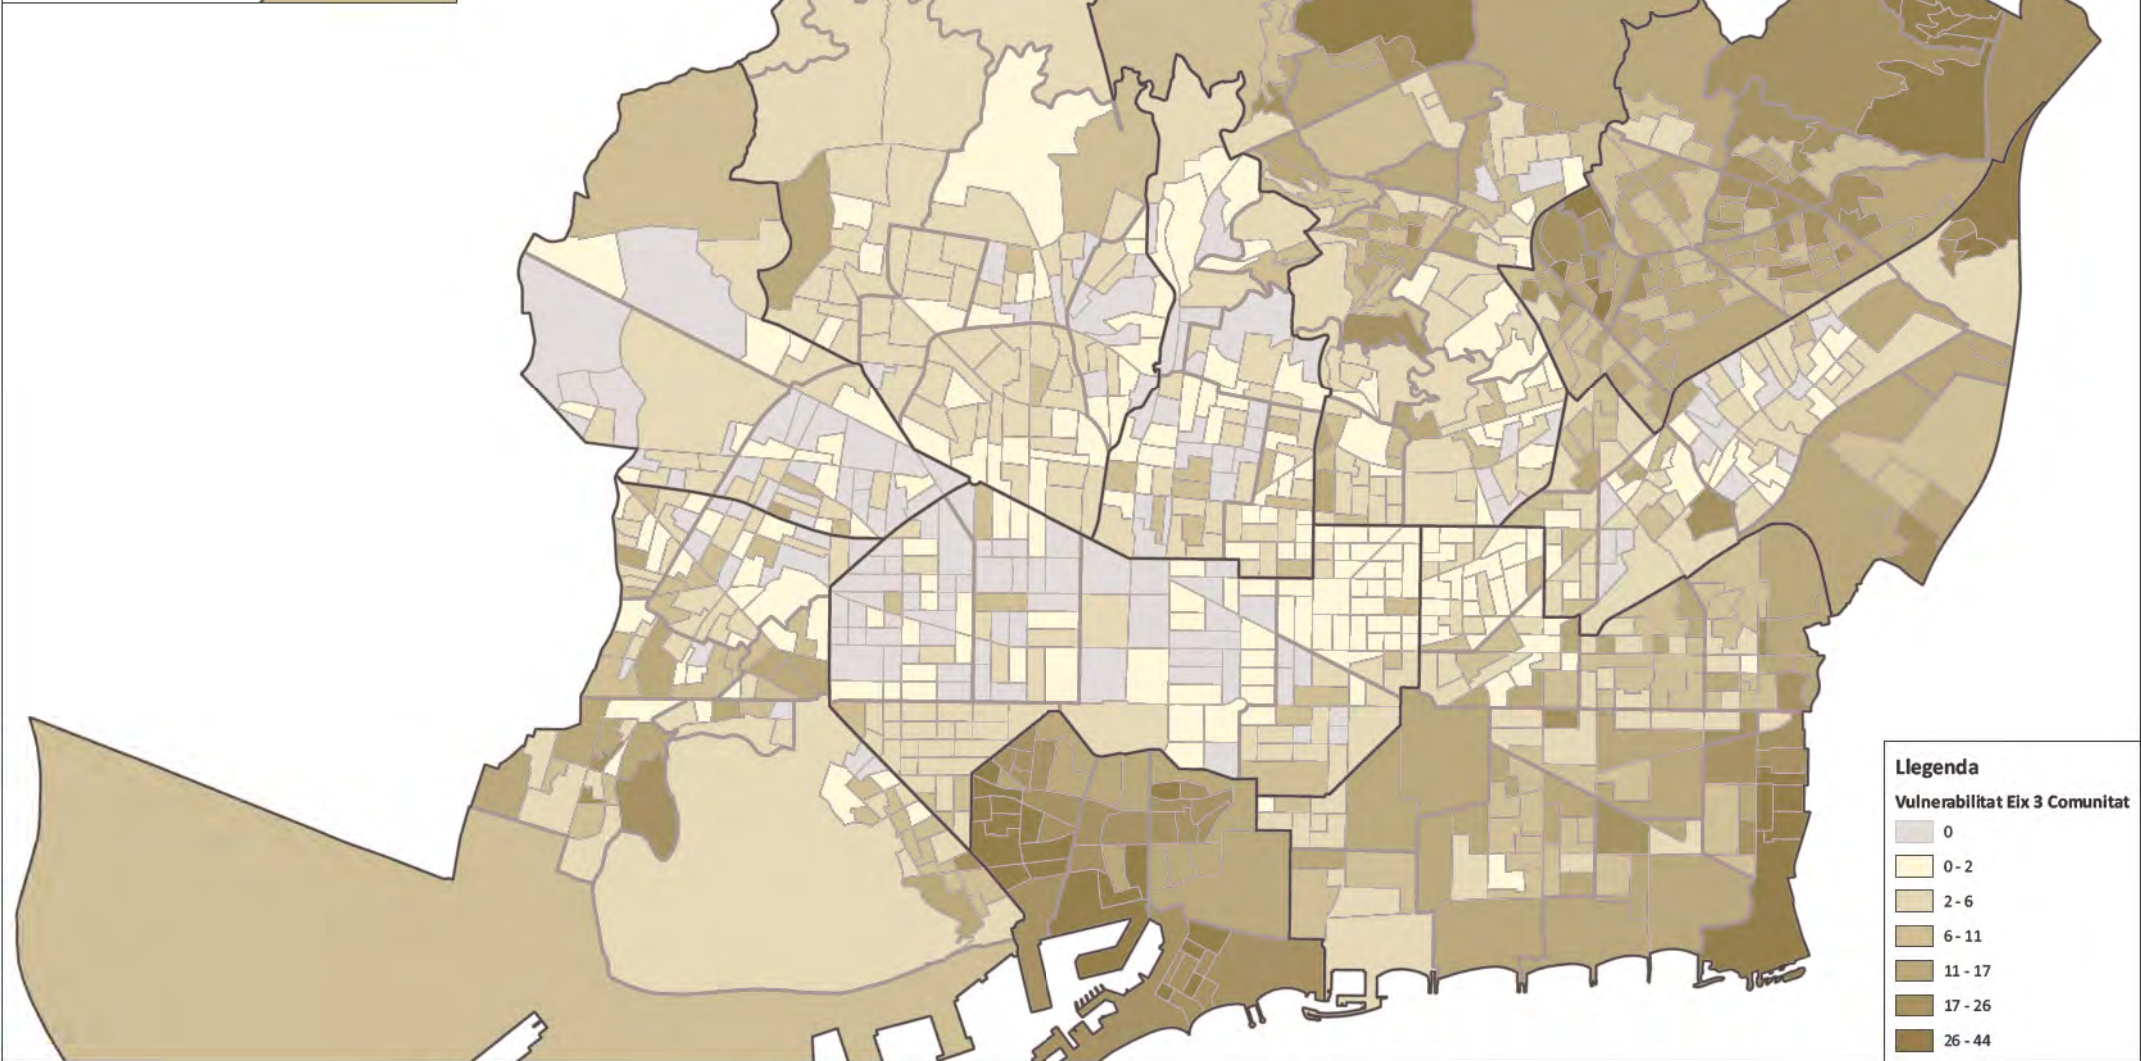 Llegenda
Vulnerabilitat Eix 3 Comunitat
0
0 - 2
2 - 6
6 - 11
11 - 17
17 - 26
26 - 44